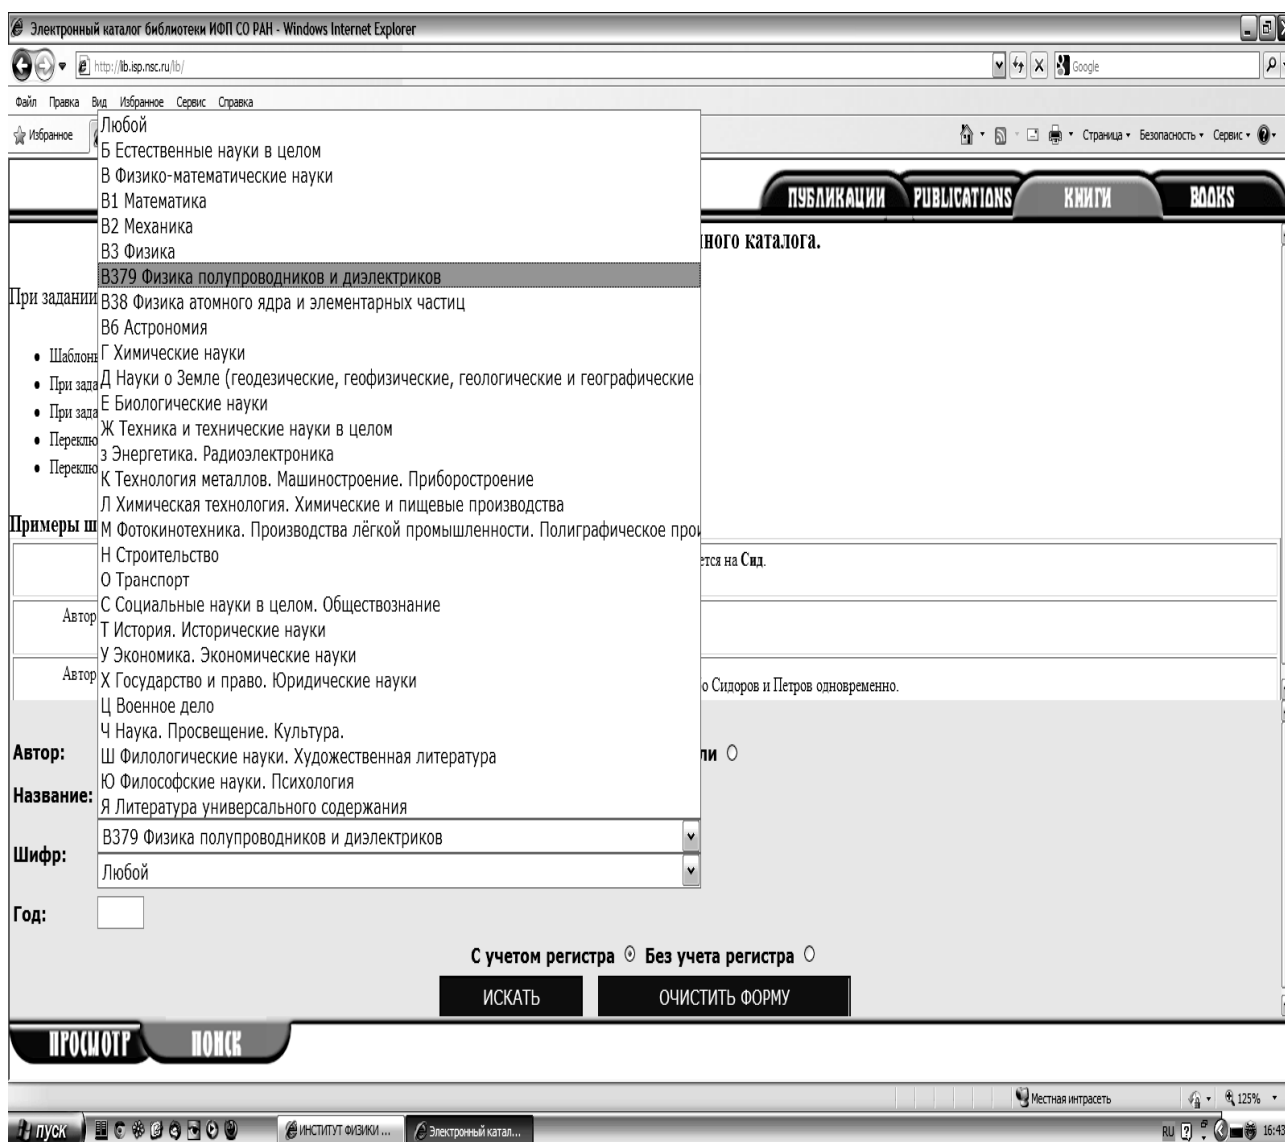 Электронный каталог библиотеки ИФП СО РАН - Windows Internet Explorer
http://lib.isp.nsc.ru/lib/
Google
Файл Правка Вид Избранное Сервис Справка
Избранное
Страница Безопасность Сервис
ПУБЛИКАЦИИ PUBLICATIONS КНИГИ BOOKS
ного каталога.
При задании
Шаблоны
При зада
При зада
Переклю
Переклю
Примеры ш
ется на Сид.
Автор
Автор
о Сидоров и Петров одновременно.
Любой
Б Естественные науки в целом
В Физико-математические науки
В1 Математика
В2 Механика
В3 Физика
В379 Физика полупроводников и диэлектриков
В38 Физика атомного ядра и элементарных частиц
В6 Астрономия
Г Химические науки
Д Науки о Земле (геодезические, геофизические, геологические и географические
Е Биологические науки
Ж Техника и технические науки в целом
з Энергетика. Радиоэлектроника
К Технология металлов. Машиностроение. Приборостроение
Л Химическая технология. Химические и пищевые производства
М Фотокинотехника. Производства лёгкой промышленности. Полиграфическое прои
Н Строительство
О Транспорт
С Социальные науки в целом. Обществознание
Т История. Исторические науки
У Экономика. Экономические науки
Х Государство и право. Юридические науки
Ц Военное дело
Ч Наука. Просвещение. Культура.
Ш Филологические науки. Художественная литература
Ю Философские науки. Психология
Я Литература универсального содержания
Автор:
ли
Название:
Шифр:
В379 Физика полупроводников и диэлектриков
Любой
Год:
С учетом регистра Без учета регистра
ИСКАТЬ ОЧИСТИТЬ ФОРМУ
ПРОСМОТР ПОИСК
Местная интрасеть 125%
пуск ИНСТИТУТ ФИЗИКИ ... Электронный катал... RU 16:43